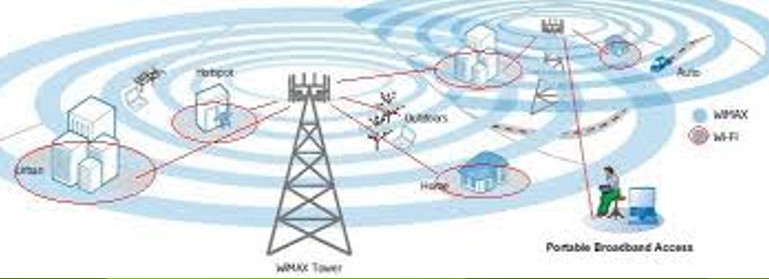 Hotspot
Auto
Outdoors
WiMAX
Wi-Fi
Urban
Home
Portable Broadband Access
WiMAX Tower